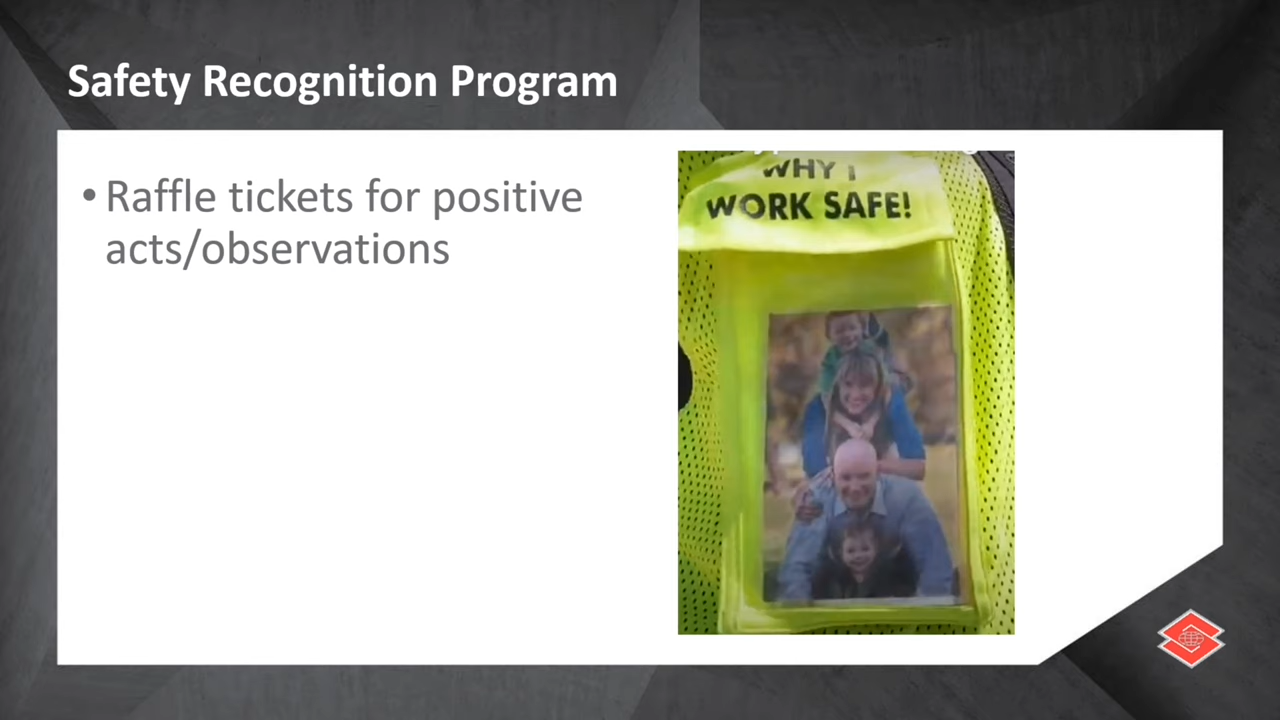 Safety Recognition Program
• Raffle tickets for positive
acts/observations
WHY I
WORK SAFE!